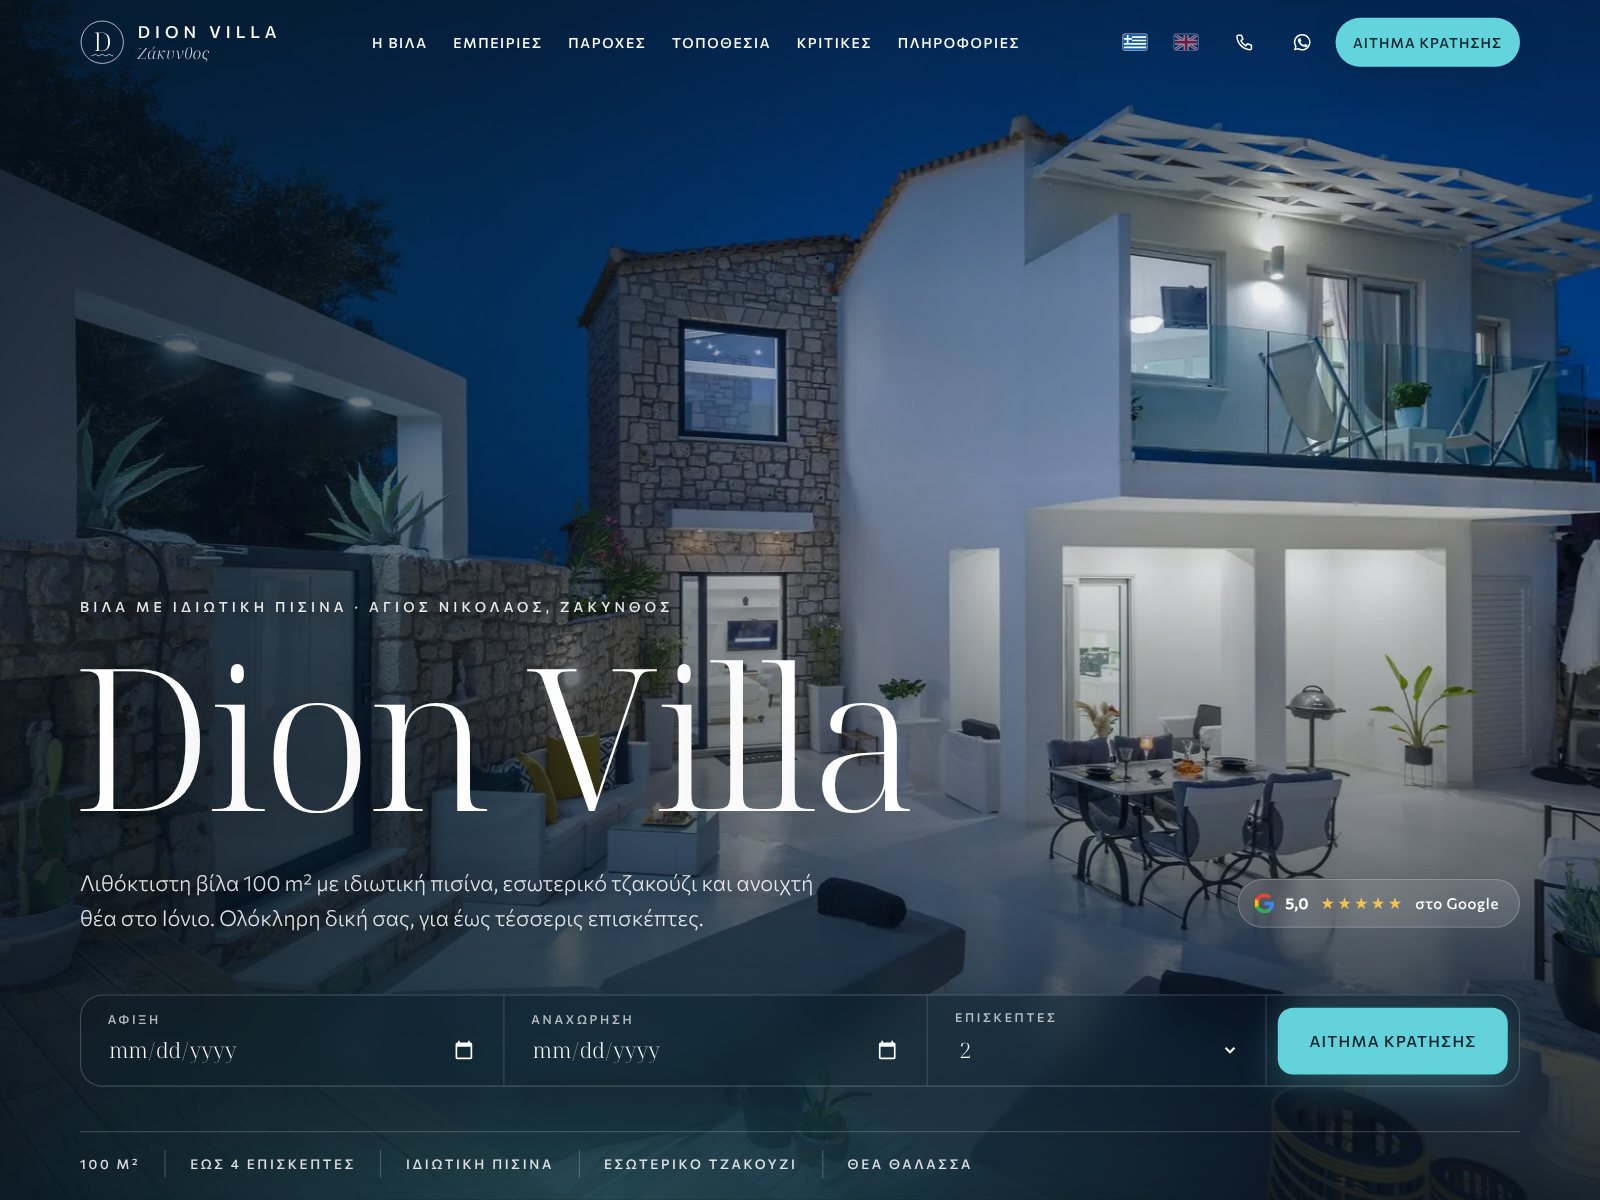 DION VILLA
Ζάκυνθος
Η ΒΙΛΑ
ΕΜΠΕΙΡΙΕΣ
ΠΑΡΟΧΕΣ
ΤΟΠΟΘΕΣΙΑ
ΚΡΙΤΙΚΕΣ
ΠΛΗΡΟΦΟΡΙΕΣ
ΑΙΤΗΜΑ ΚΡΑΤΗΣΗΣ
ΒΙΛΑ ΜΕ ΙΔΙΩΤΙΚΗ ΠΙΣΙΝΑ · ΑΓΙΟΣ ΝΙΚΟΛΑΟΣ, ΖΑΚΥΝΘΟΣ
Dion Villa
Λιθόκτιστη βίλα 100 m² με ιδιωτική πισίνα, εσωτερικό τζακούζι και ανοιχτή
θέα στο Ιόνιο. Ολόκληρη δική σας, για έως τέσσερις επισκέπτες.
5,0 ★★★★★ στο Google
ΑΦΙΞΗ
mm/dd/yyyy
ΑΝΑΧΩΡΗΣΗ
mm/dd/yyyy
ΕΠΙΣΚΕΠΤΕΣ
2
ΑΙΤΗΜΑ ΚΡΑΤΗΣΗΣ
100 M²
ΕΩΣ 4 ΕΠΙΣΚΕΠΤΕΣ
ΙΔΙΩΤΙΚΗ ΠΙΣΙΝΑ
ΕΣΩΤΕΡΙΚΟ ΤΖΑΚΟΥΖΙ
ΘΕΑ ΘΑΛΑΣΣΑ